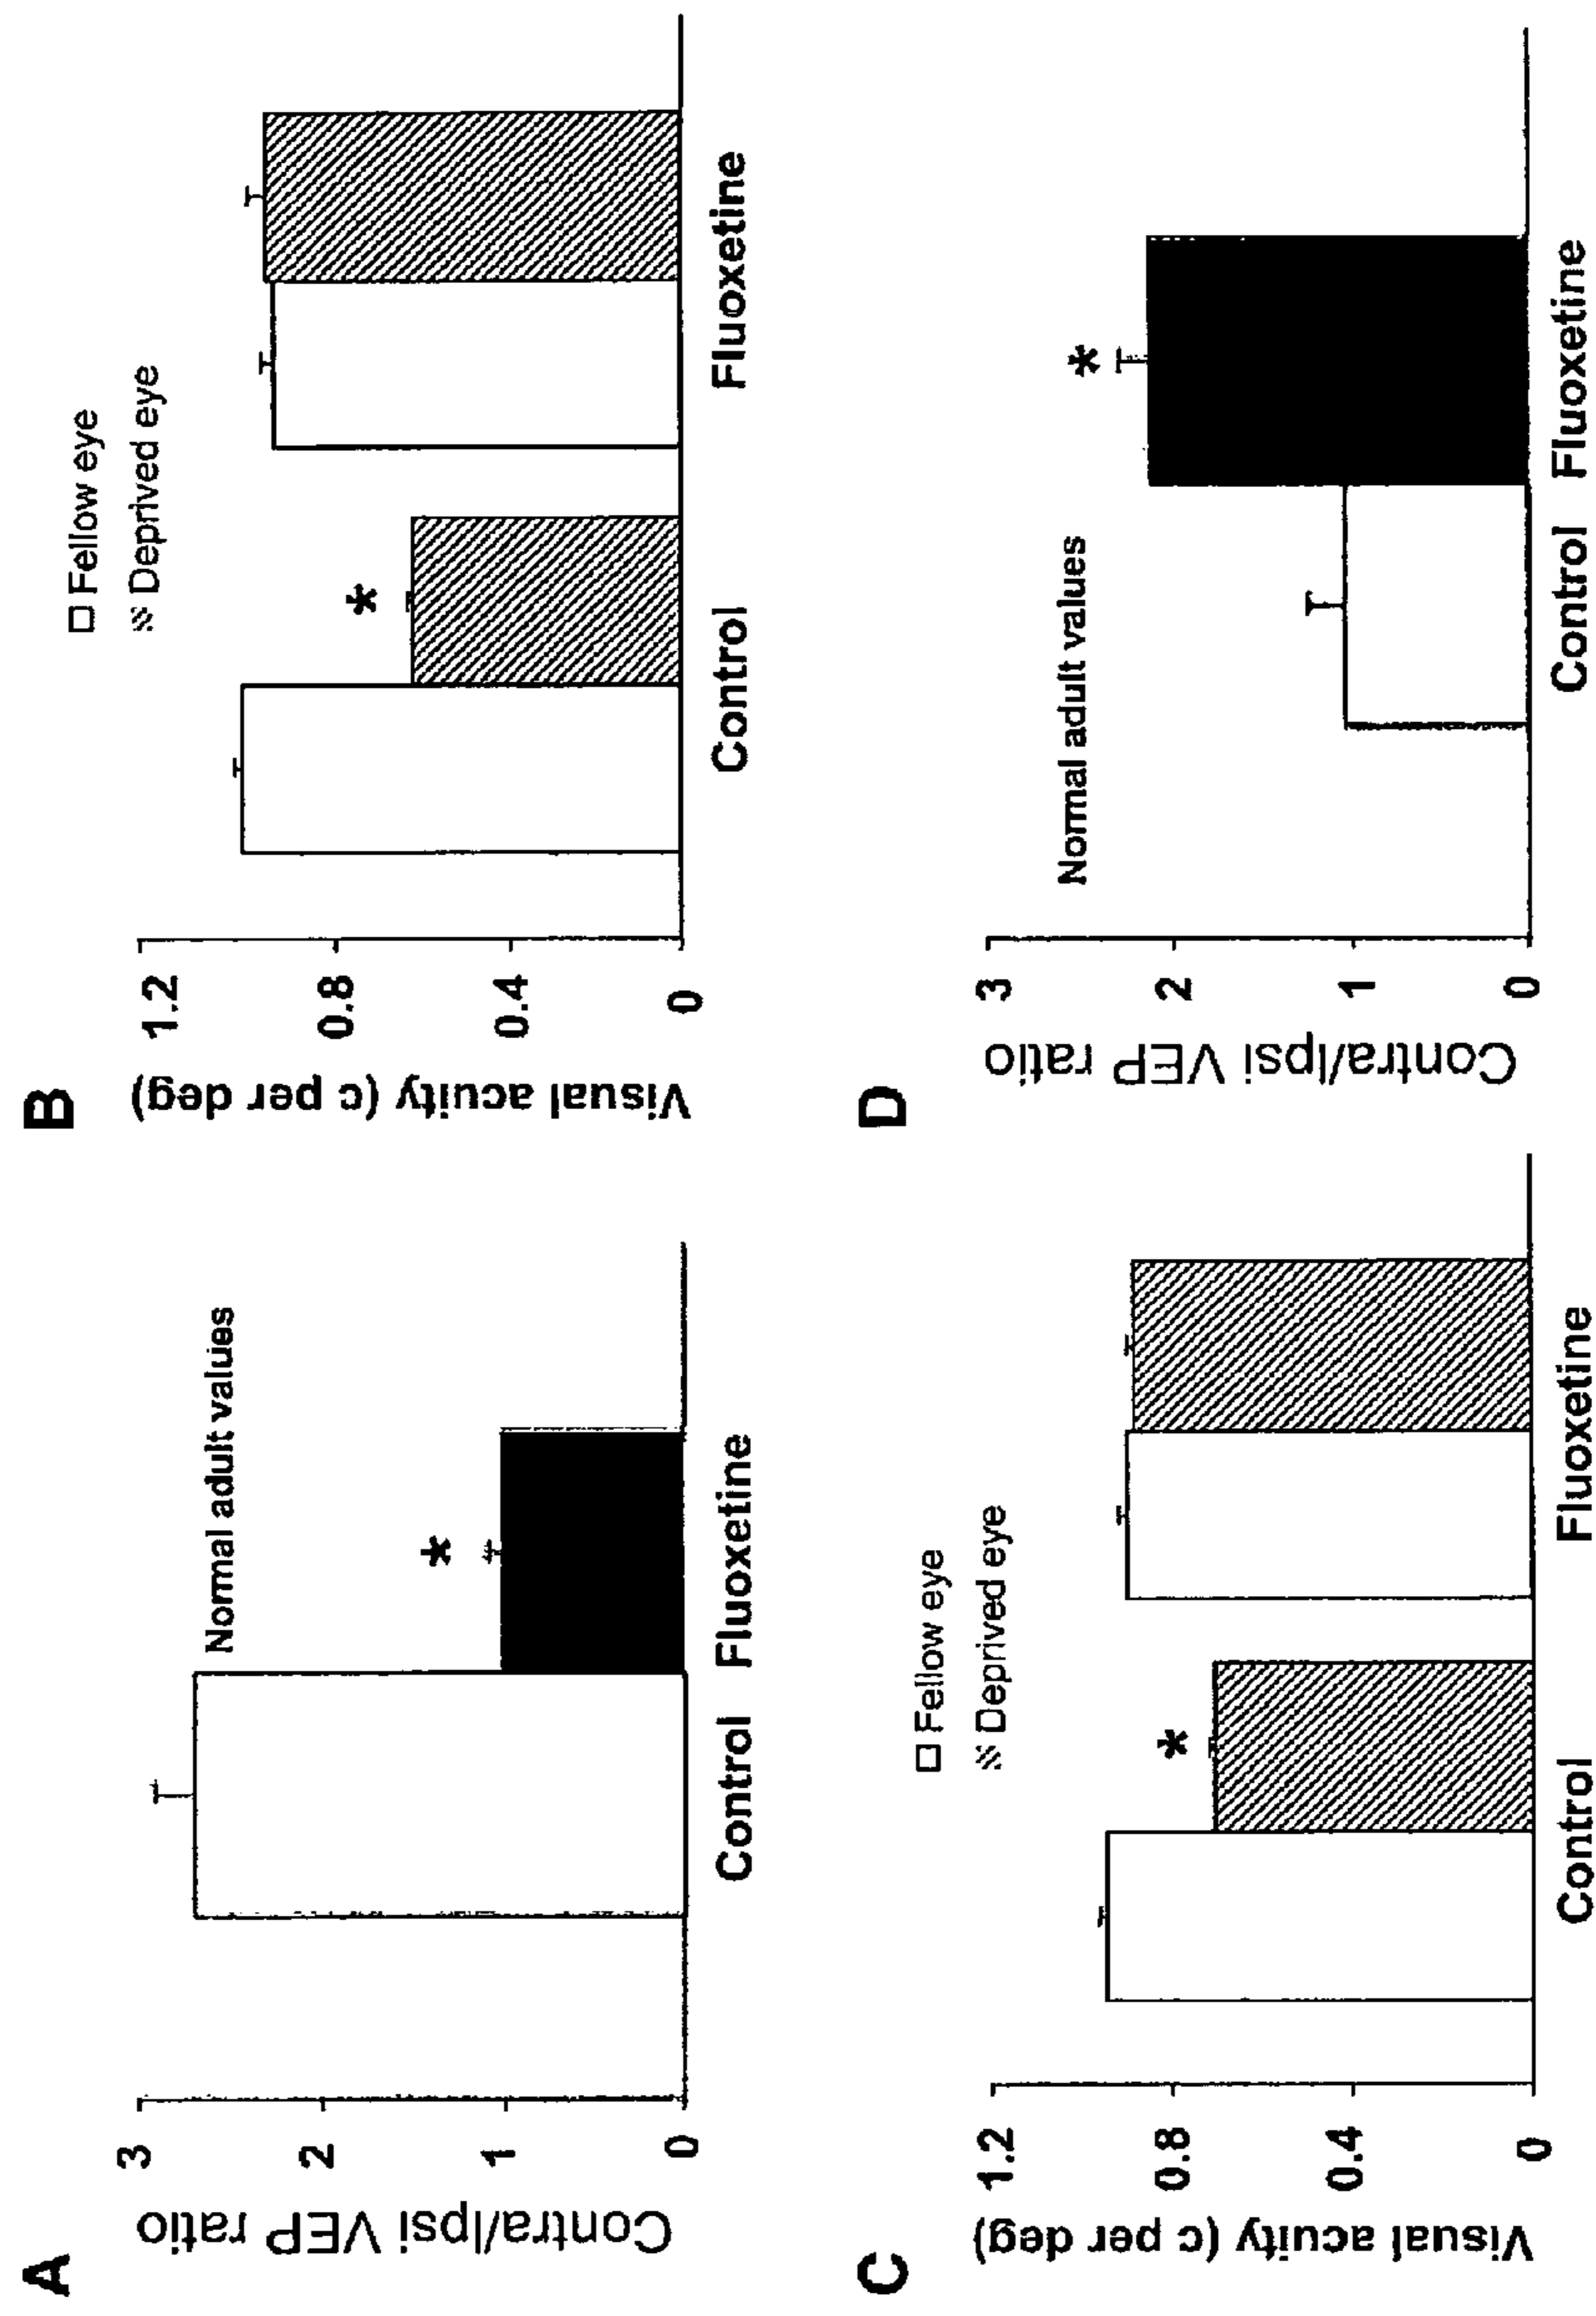 A
Contra/Ipsi VEP ratio
3
2
1
0
Normal adult values
*
Control Fluoxetine
B
Visual acuity (c per deg)
1.2
0.8
0.4
0
Fellow eye
Deprived eye
*
Control Fluoxetine
C
Visual acuity (c per deg)
1.2
0.8
0.4
0
Fellow eye
Deprived eye
*
Control Fluoxetine
D
Contra/Ipsi VEP ratio
3
2
1
0
Normal adult values
*
Control Fluoxetine